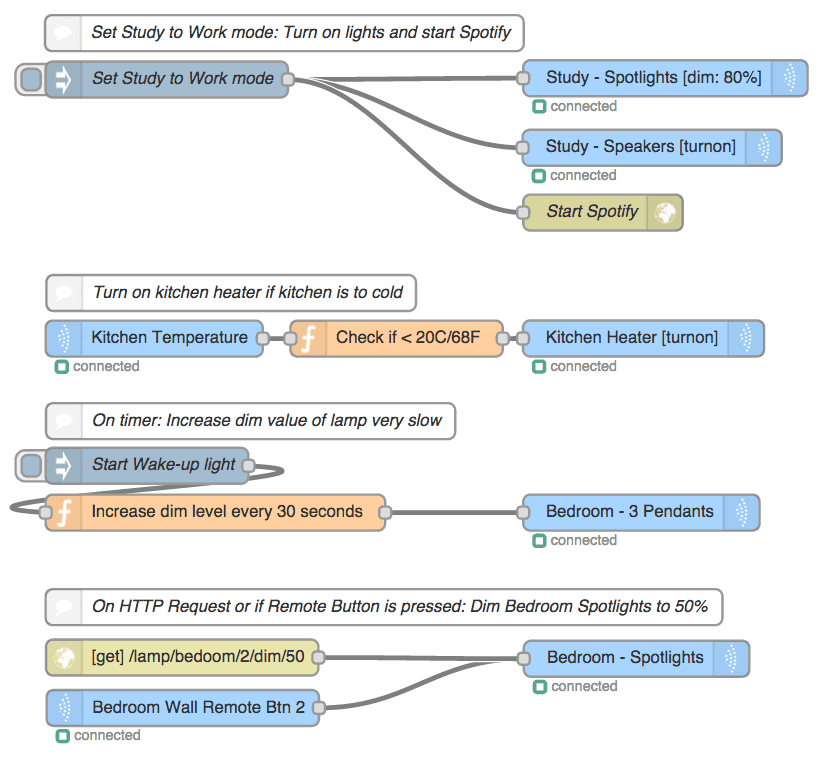 Set Study to Work mode: Turn on lights and start Spotify
Set Study to Work mode
Study - Spotlights [dim: 80%]
connected
Study - Speakers [turnon]
connected
Start Spotify
Turn on kitchen heater if kitchen is to cold
Kitchen Temperature
Check if < 20C/68F
Kitchen Heater [turnon]
connected
connected
On timer: Increase dim value of lamp very slow
Start Wake-up light
Increase dim level every 30 seconds
Bedroom - 3 Pendants
connected
On HTTP Request or if Remote Button is pressed: Dim Bedroom Spotlights to 50%
[get] /lamp/bedoom/2/dim/50
Bedroom - Spotlights
connected
Bedroom Wall Remote Btn 2
connected